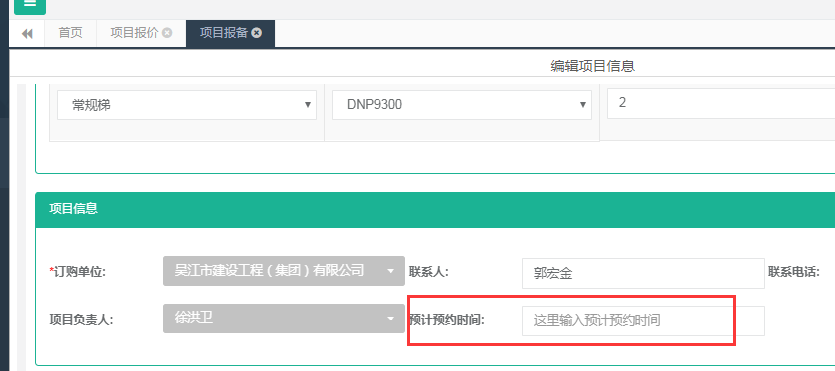 首页 项目报价 项目报备
编辑项目信息
常规梯 DNP9300 2
项目信息
*订购单位: 吴江市建设工程（集团）有限公司 联系人: 郭宏金 联系电话:
项目负责人: 徐洪卫 预计预约时间: 这里输入预计预约时间